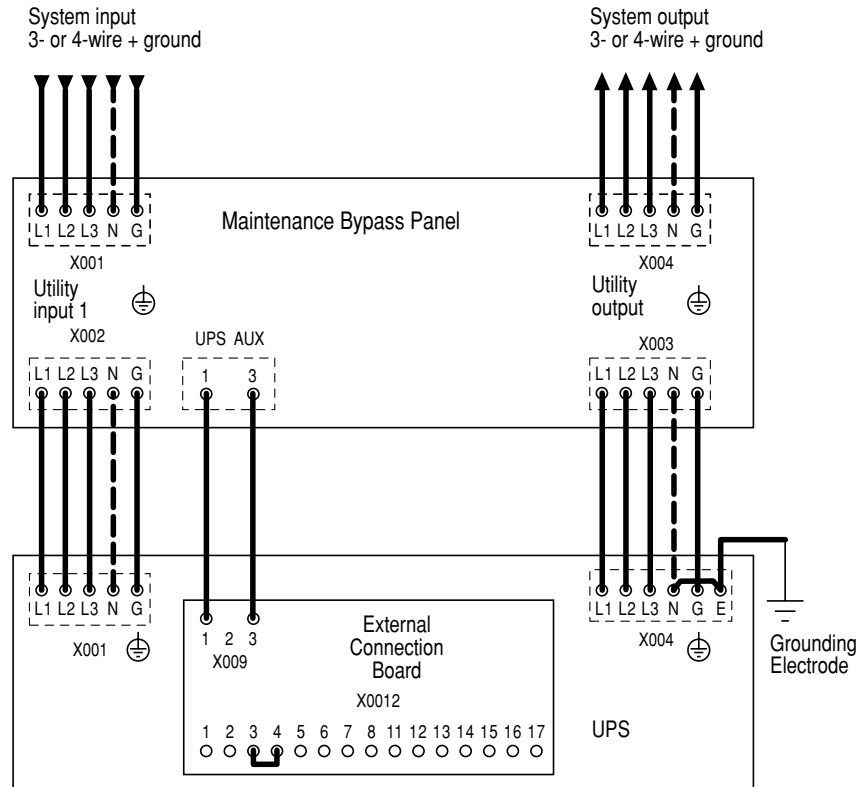 System input
3- or 4-wire + ground
System output
3- or 4-wire + ground
L1 L2 L3 N G
X001
Maintenance Bypass Panel
L1 L2 L3 N G
X004
Utility
input 1
X002
Utility
output
X003
UPS AUX
L1 L2 L3 N G
1 3
L1 L2 L3 N G
L1 L2 L3 N G
X001
1 2 3
X009
External
Connection
Board
X0012
1 2 3 4 5 6 7 8 11 12 13 14 15 16 17
L1 L2 L3 N G E
X004
Grounding
Electrode
UPS